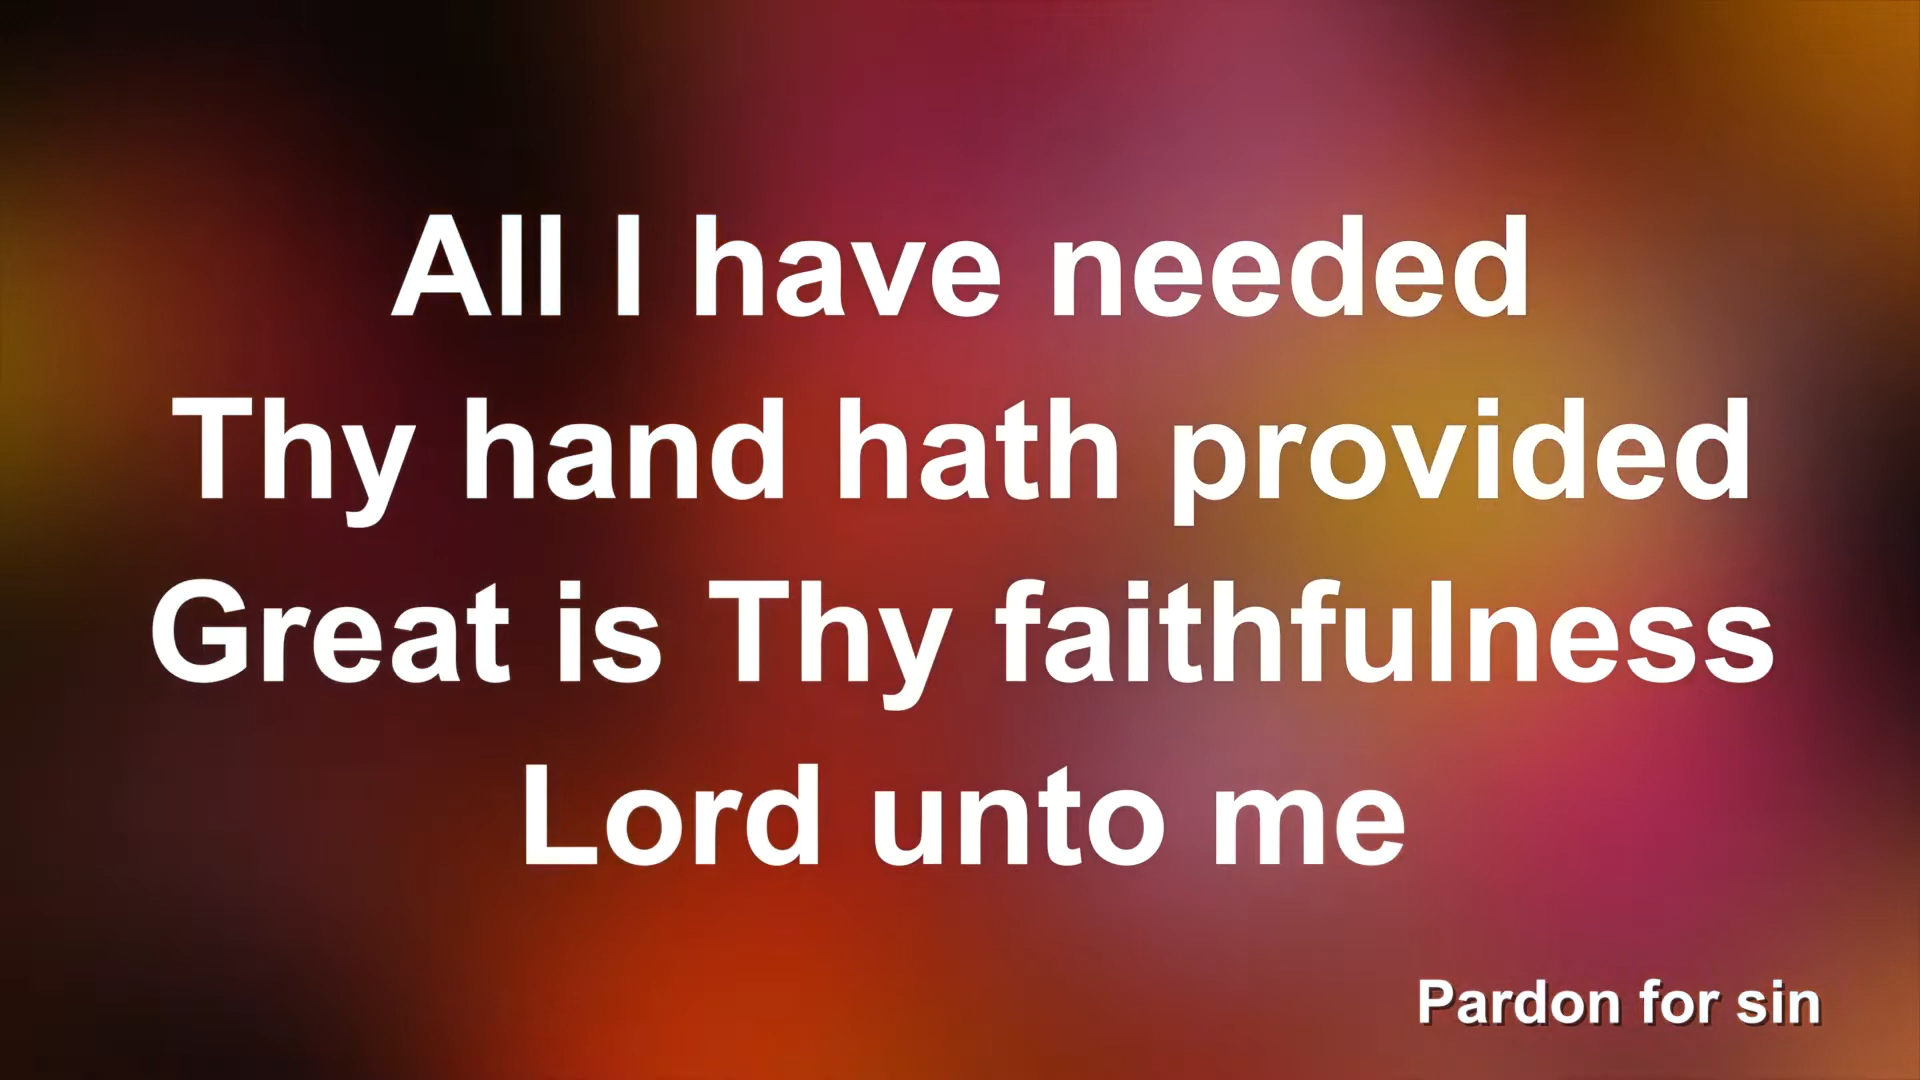 All I have needed
Thy hand hath provided
Great is Thy faithfulness
Lord unto me
Pardon for sin